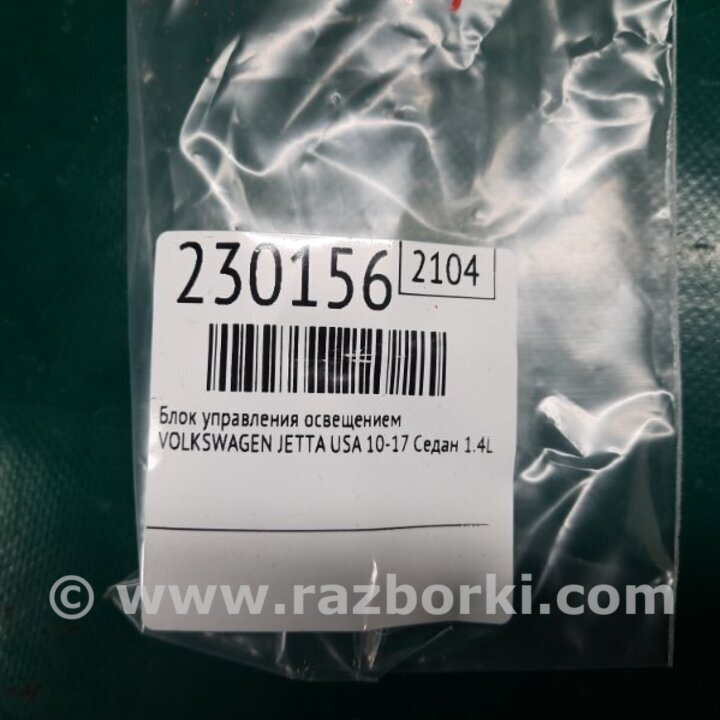 230156 2104
Блок управления освещением
VOLKSWAGEN JETTA USA 10-17 Седан 1.4L
© www.razborki.com